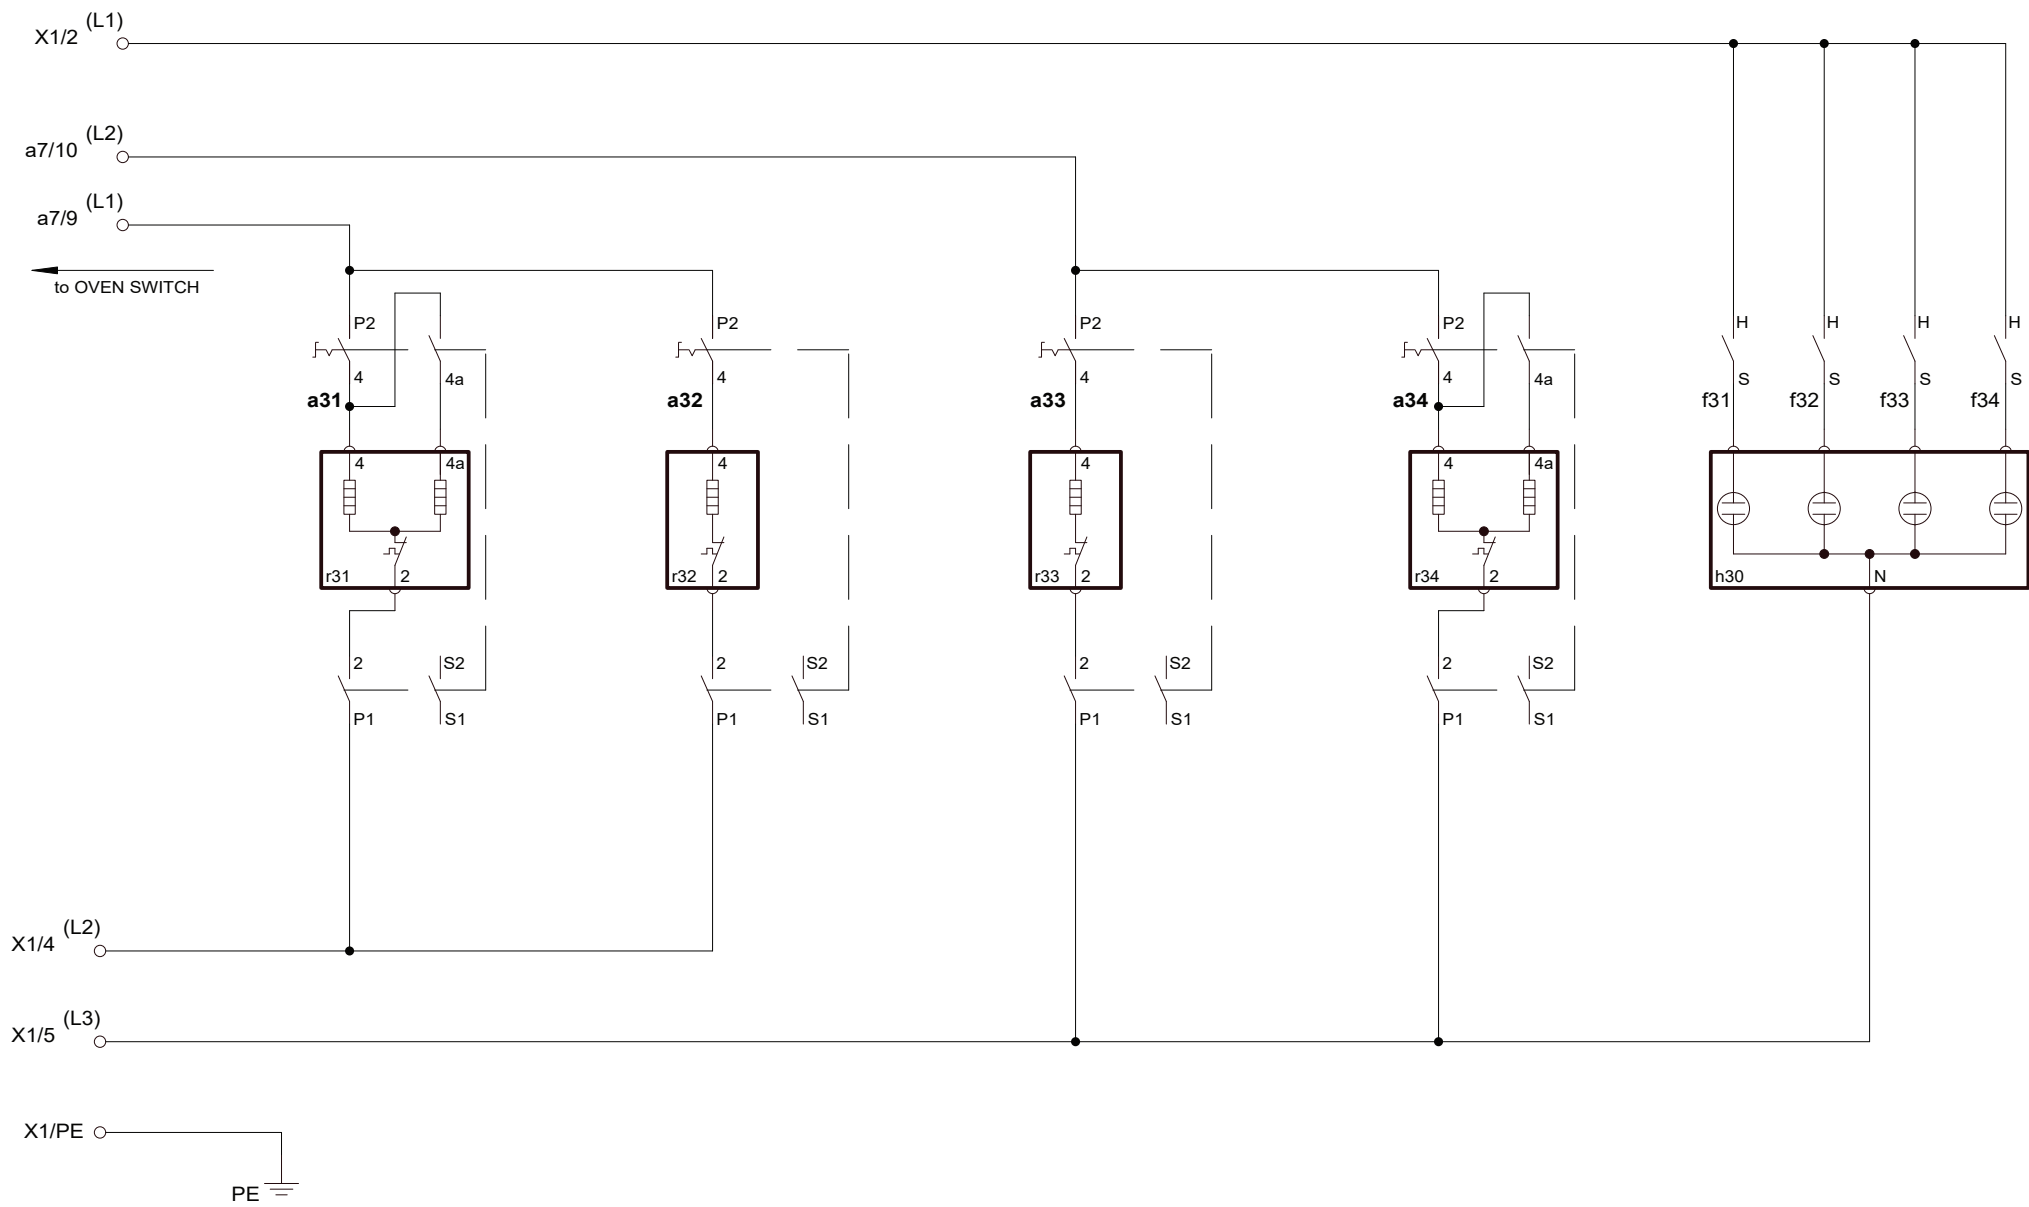 (L1)
X1/2
(L2)
a7/10
(L1)
a7/9
to OVEN SWITCH
P2 P2 P2 P2 H H H H
4 4a 4 4 4 4a S S S S
a31 a32 a33 a34 f31 f32 f33 f34
4 4a 4 4 4 4a
r31 2 r32 2 r33 2 r34 2 h30 N
2 S2 2 S2 2 S2 2 S2
P1 S1 P1 S1 P1 S1 P1 S1
(L2)
X1/4
(L3)
X1/5
X1/PE
PE